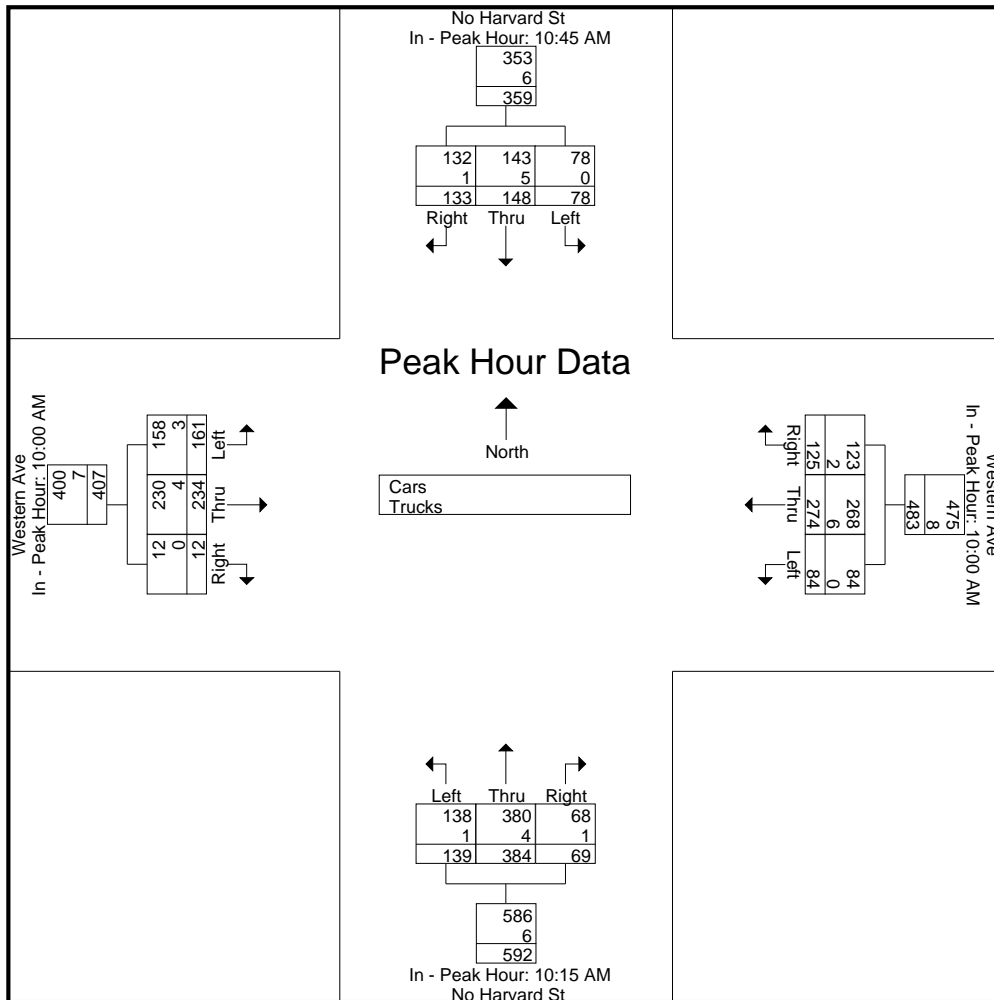 No Harvard St
In - Peak Hour: 10:45 AM
353
6
359
132 143 78
1 5 0
133 148 78
Right Thru Left
Peak Hour Data
North
Cars
Trucks
Western Ave
In - Peak Hour: 10:00 AM
400
7
407
158 3 161 Left
230 4 234 Thru
12 0 12 Right
Right 125 2 123
Thru 274 6 268
Left 84 0 84
475
8
483
Western Ave
In - Peak Hour: 10:00 AM
Left Thru Right
138 380 68
1 4 1
139 384 69
586
6
592
In - Peak Hour: 10:15 AM
No Harvard St